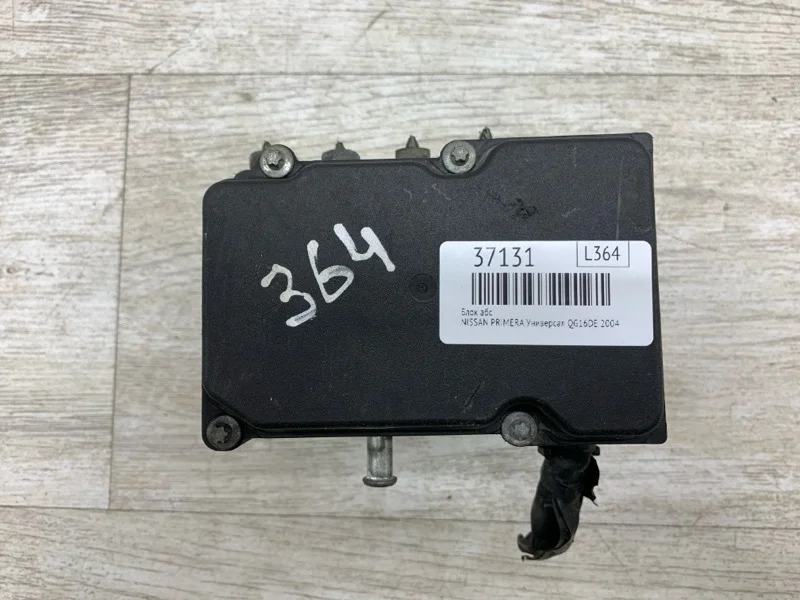 364
37131 L364
Блок абс
NISSAN PRIMERA Универсал QG16DE 2004